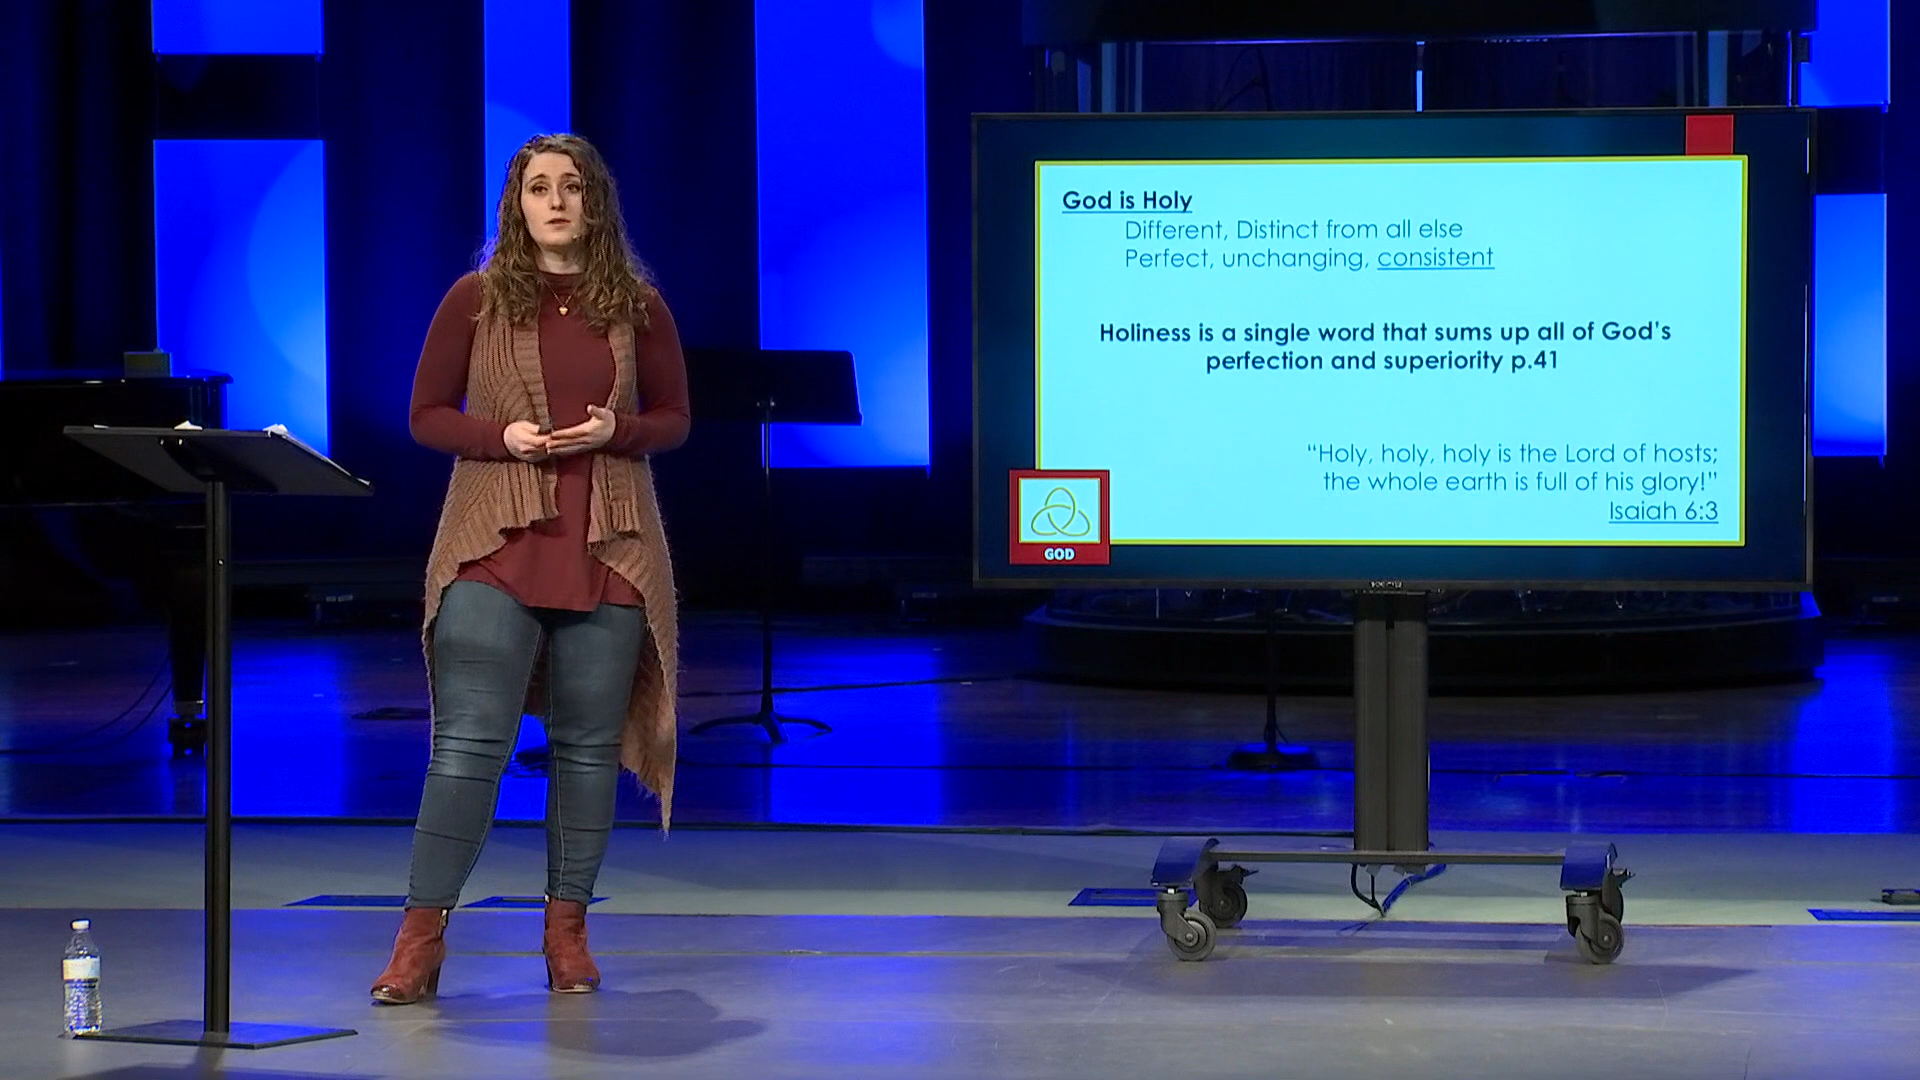 God is Holy
Different, Distinct from all else
Perfect, unchanging, consistent
Holiness is a single word that sums up all of God's
perfection and superiority p.41
“Holy, holy, holy is the Lord of hosts;
the whole earth is full of his glory!”
Isaiah 6:3
GOD